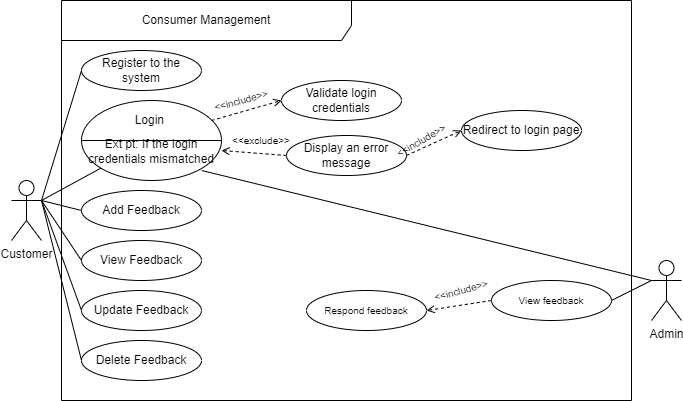 Consumer Management
Register to the
system
Login
Ext pt: if the login
credentials mismatched
<<include>>
Validate login
credentials
<<exclude>>
Display an error
message
<<include>>
Redirect to login page
Add Feedback
Customer
View Feedback
Update Feedback
Delete Feedback
Respond feedback
<<include>>
View feedback
Admin